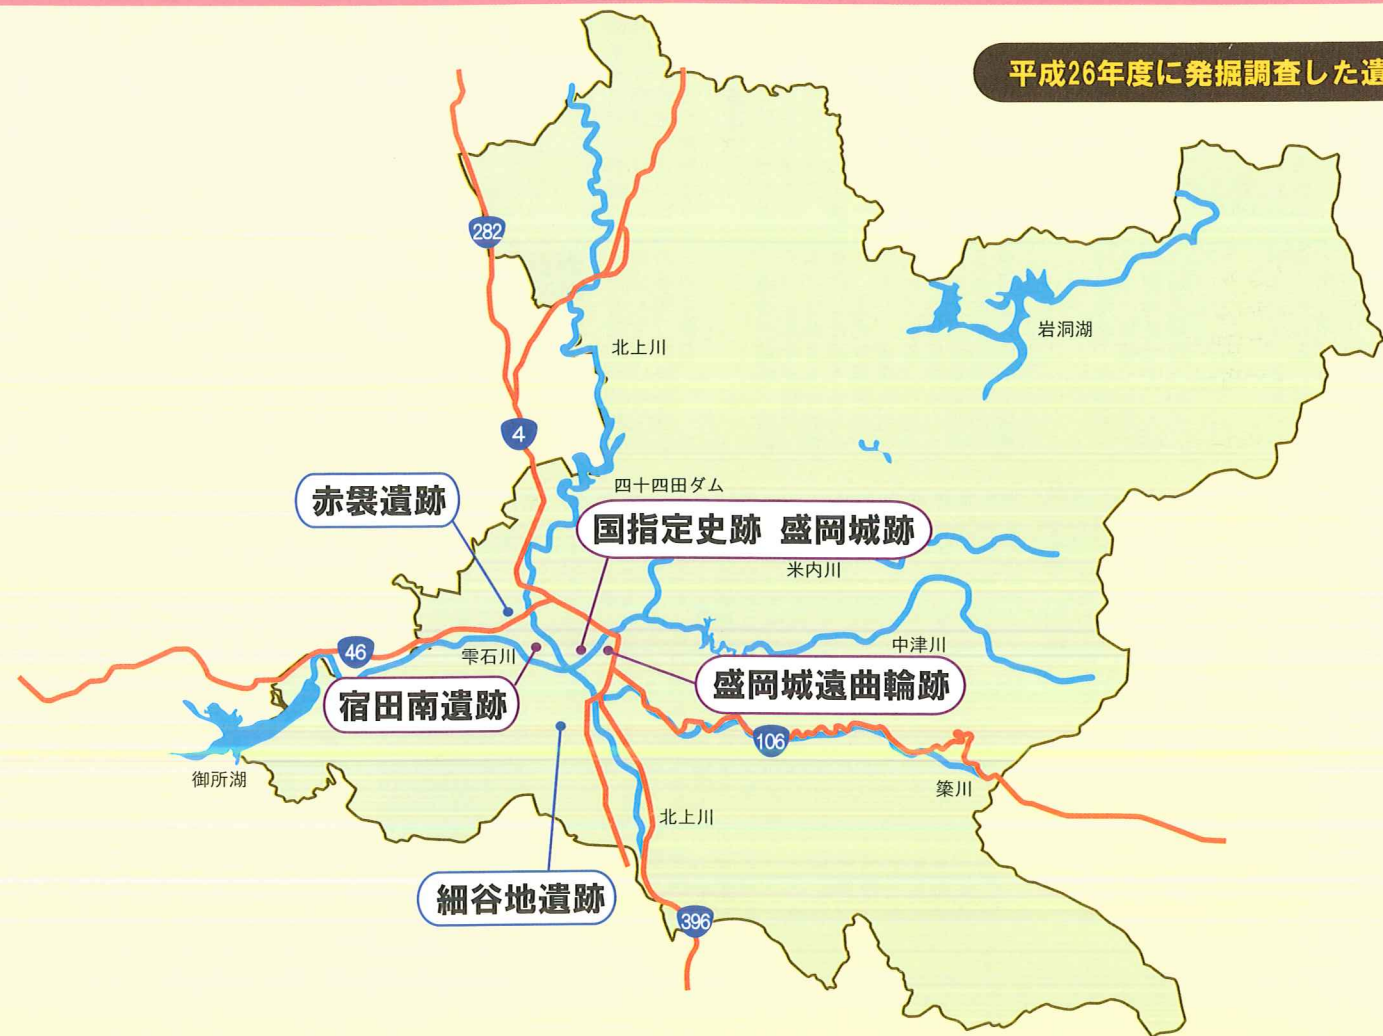 平成26年度に発掘調査した遺
282
岩洞湖
北上川
4
四十四田ダム
赤袰遺跡
国指定史跡 盛岡城跡
米内川
中津川
46
雫石川
盛岡城遠曲輪跡
宿田南遺跡
106
御所湖
簗川
北上川
細谷地遺跡
396